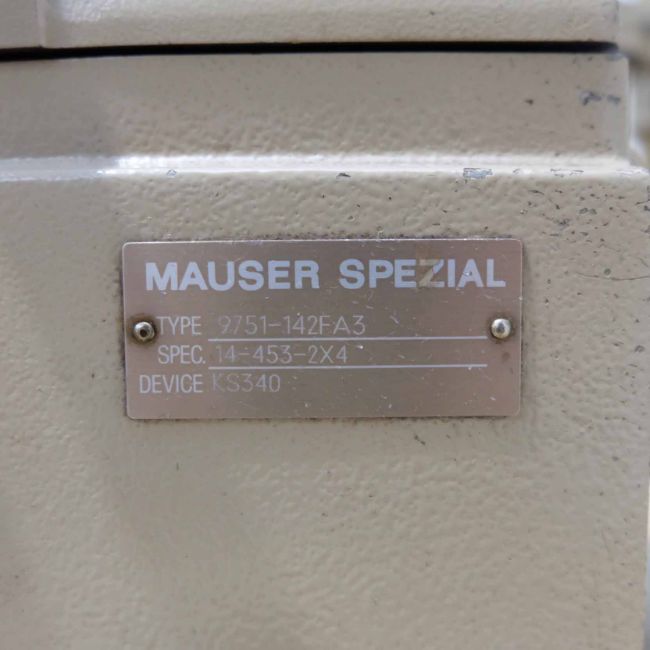 MAUSER SPEZIAL
TYPE 9751-142FA3
SPEC. 14-453-2X4
DEVICE KS340